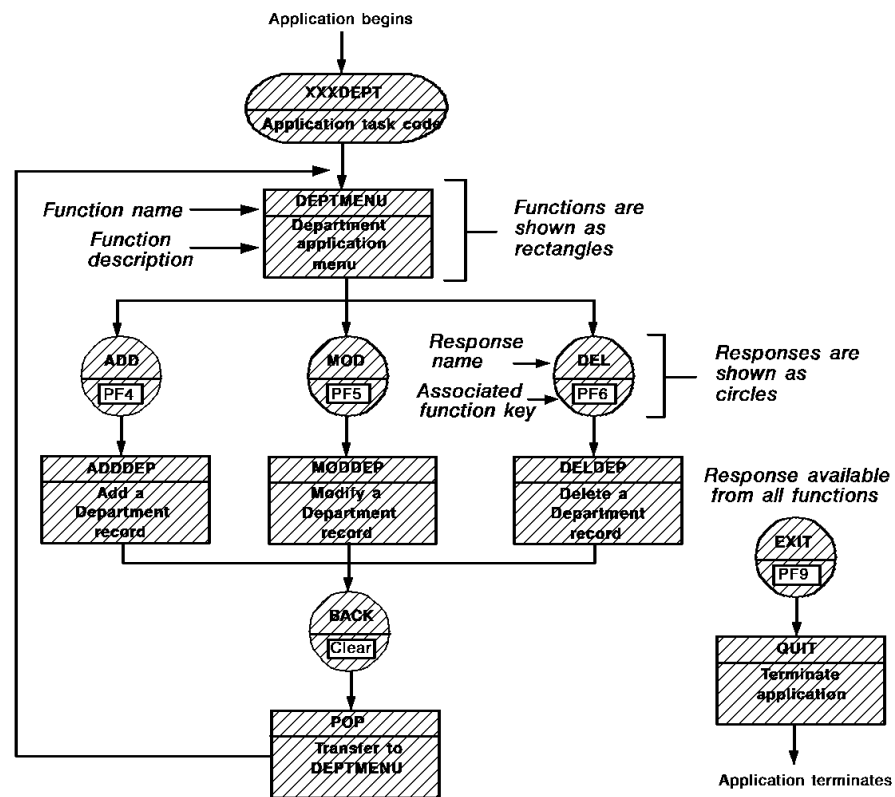 Application begins
XXXDEPT
Application task code
Function name
DEPTMENU
Function
description
Department
application
menu
Functions are
shown as
rectangles
ADD
PF4
MOD
PF5
Response
name
Associated
function key
DEL
PF6
Responses are
shown as
circles
ADDDEP
Add a
Department
record
MODDEP
Modify a
Department
record
DELDEP
Delete a
Department
record
Response available
from all functions
EXIT
PF9
BACK
Clear
QUIT
Terminate
application
POP
Transfer to
DEPTMENU
Application terminates